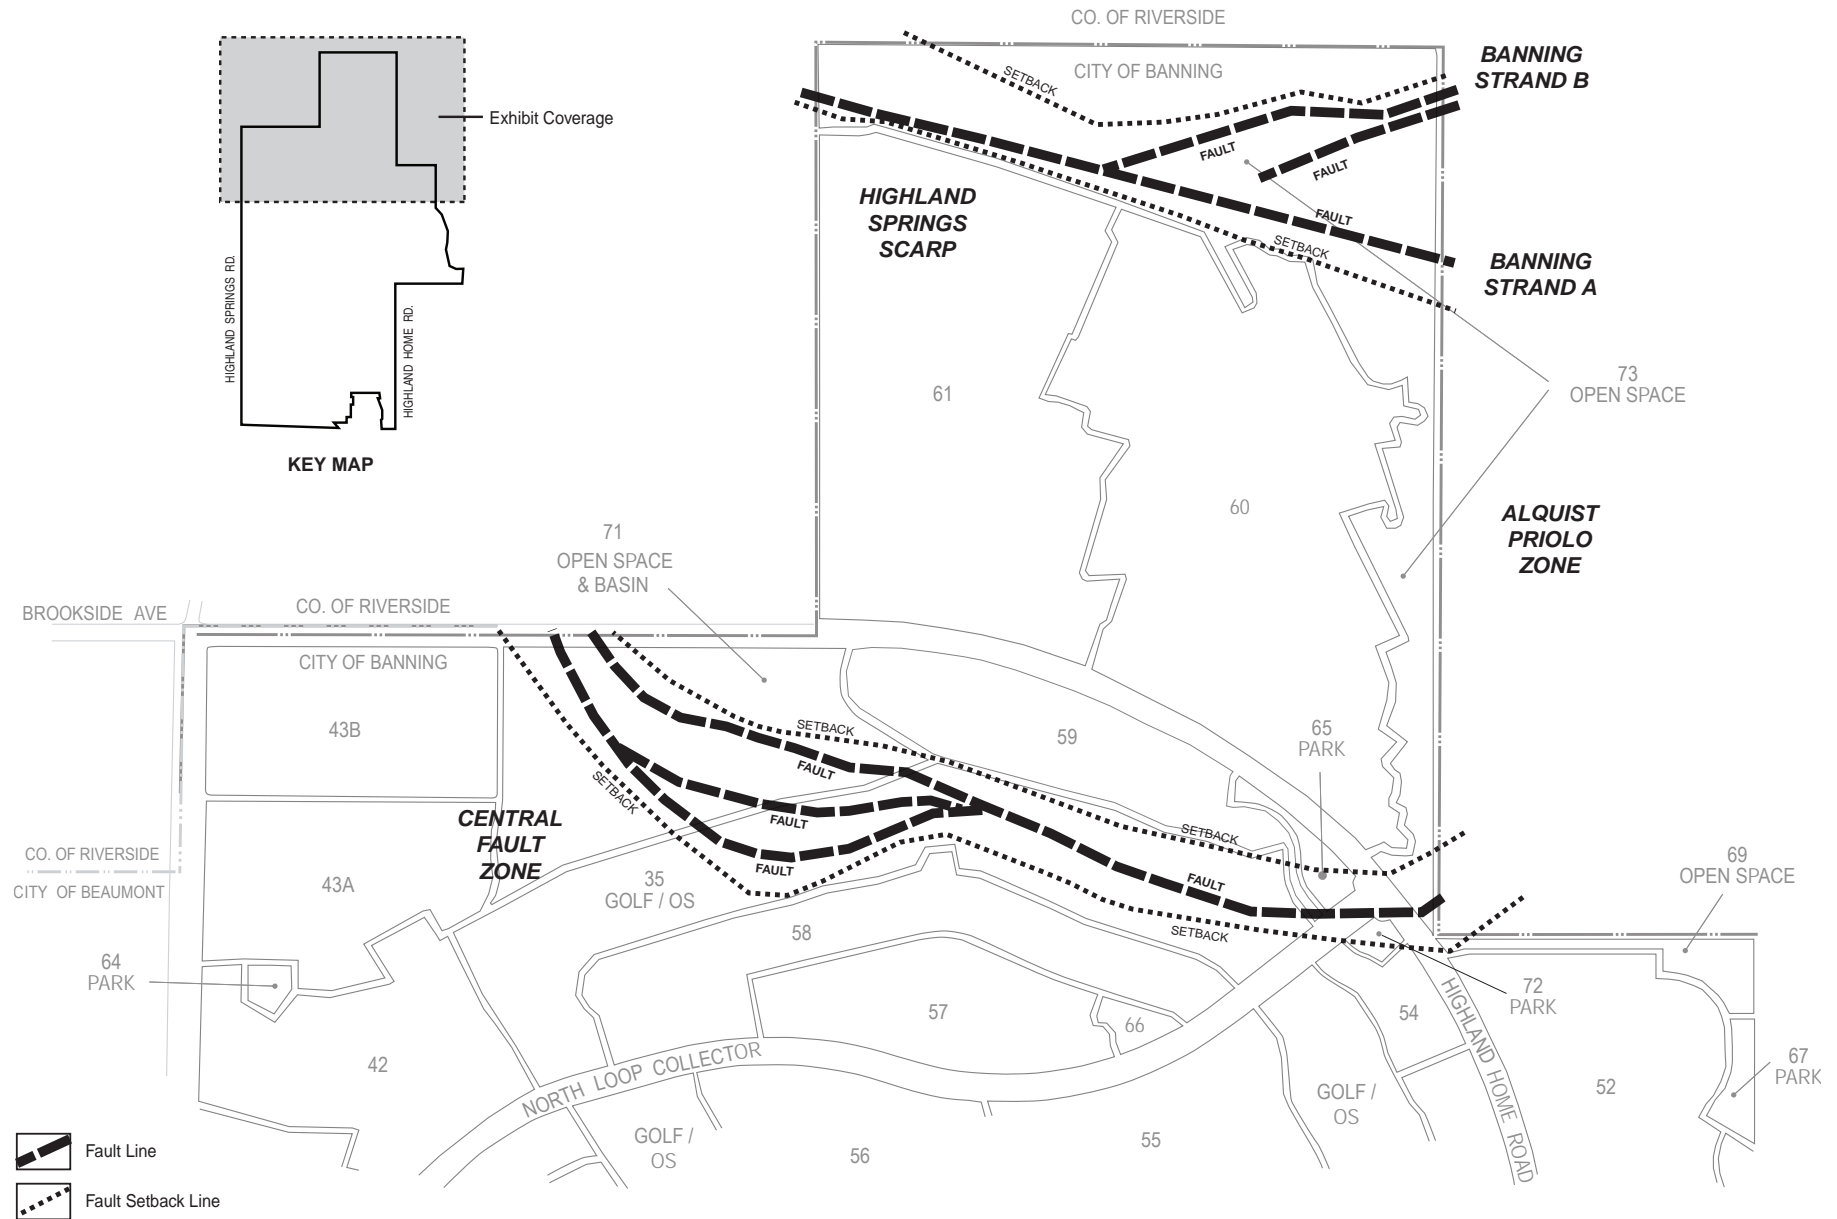 CO. OF RIVERSIDE
CITY OF BANNING
SETBACK
BANNING
STRAND B
Exhibit Coverage
FAULT
FAULT
HIGHLAND
SPRINGS
SCARP
FAULT
SETBACK
BANNING
STRAND A
HIGHLAND SPRINGS RD.
HIGHLAND HOME RD.
KEY MAP
73
OPEN SPACE
61
60
ALQUIST
PRIOLO
ZONE
71
OPEN SPACE
& BASIN
BROOKSIDE AVE
CO. OF RIVERSIDE
CITY OF BANNING
43B
SETBACK
59
65
PARK
FAULT
SETBACK
CENTRAL
FAULT
ZONE
FAULT
SETBACK
CO. OF RIVERSIDE
CITY OF BEAUMONT
43A
FAULT
35
GOLF / OS
FAULT
69
OPEN SPACE
SETBACK
58
64
PARK
72
PARK
57
66
54
HIGHLAND HOME ROAD
42
NORTH LOOP COLLECTOR
67
PARK
52
GOLF /
OS
GOLF /
OS
56
55
Fault Line
Fault Setback Line